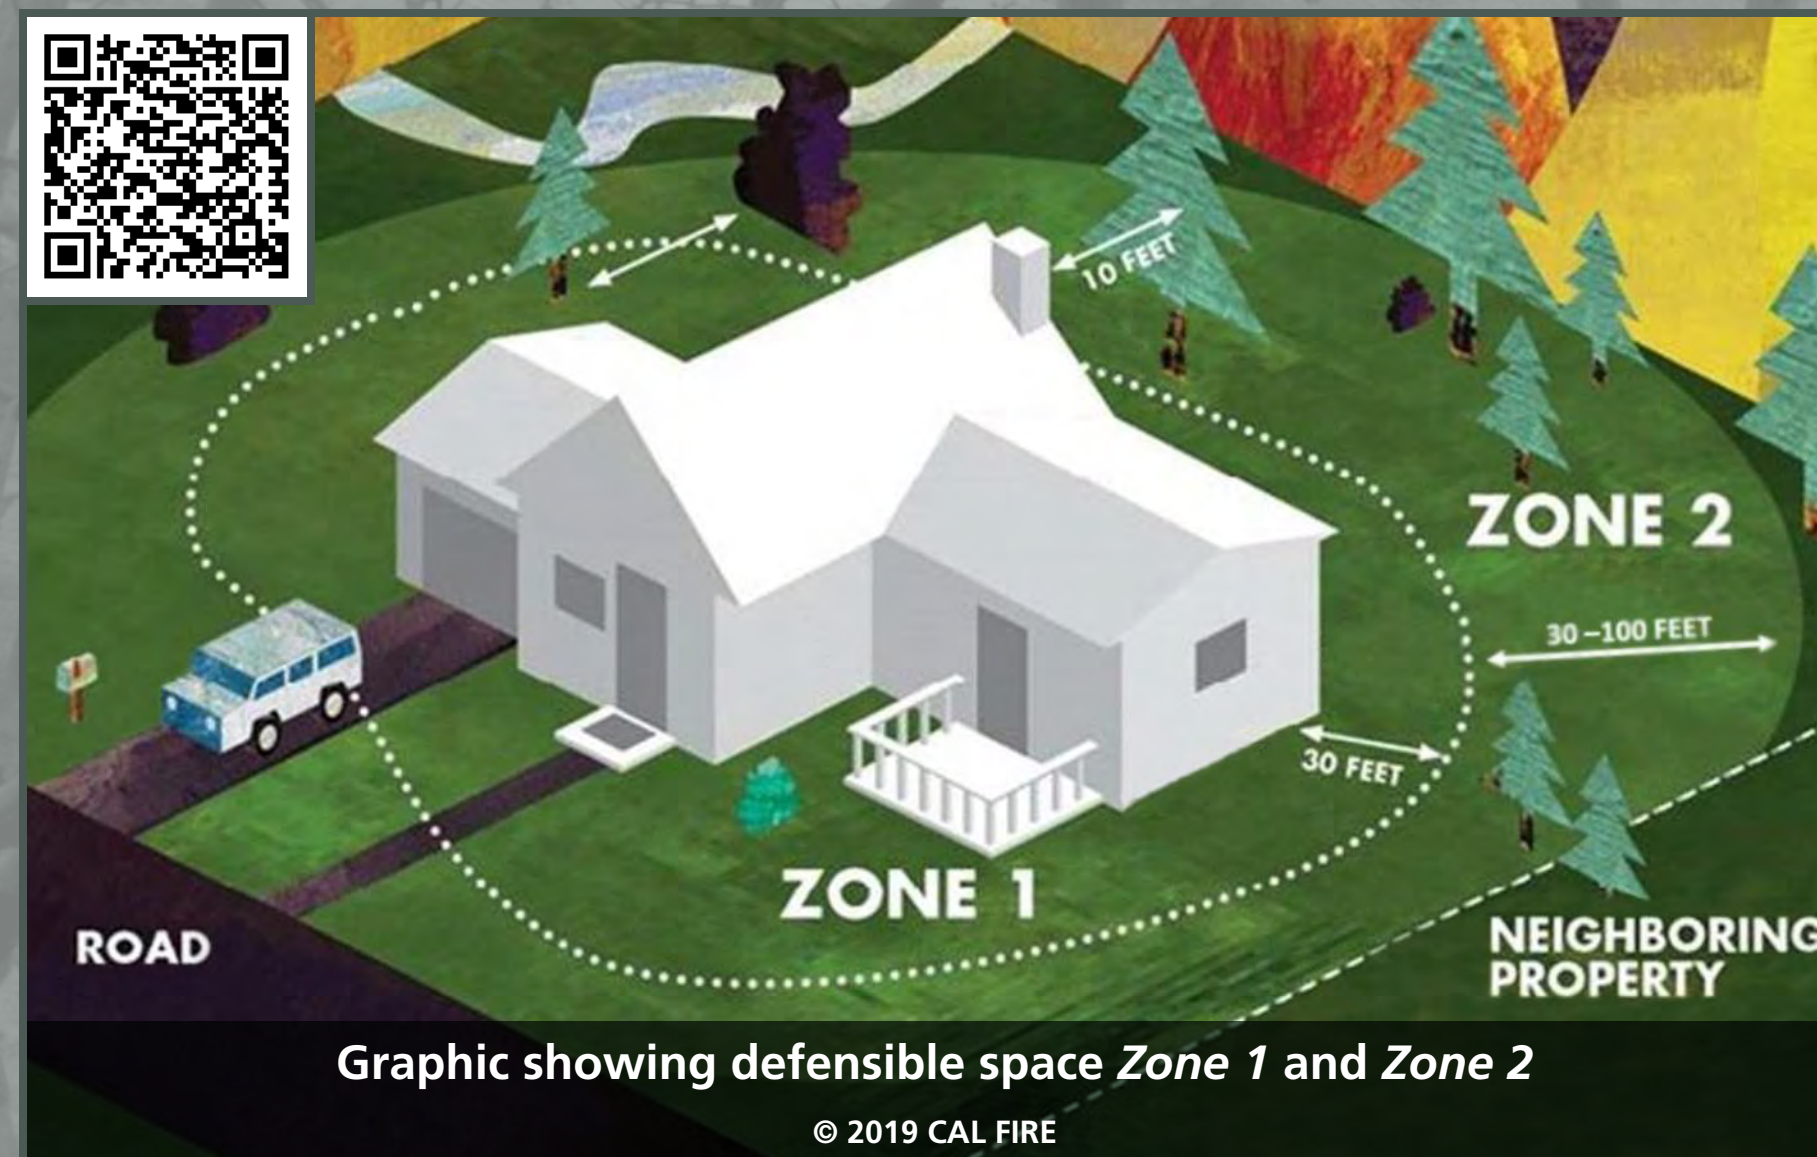 10 FEET
ZONE 2
30–100 FEET
30 FEET
ZONE 1
ROAD
NEIGHBORING
PROPERTY
Graphic showing defensible space Zone 1 and Zone 2
© 2019 CAL FIRE